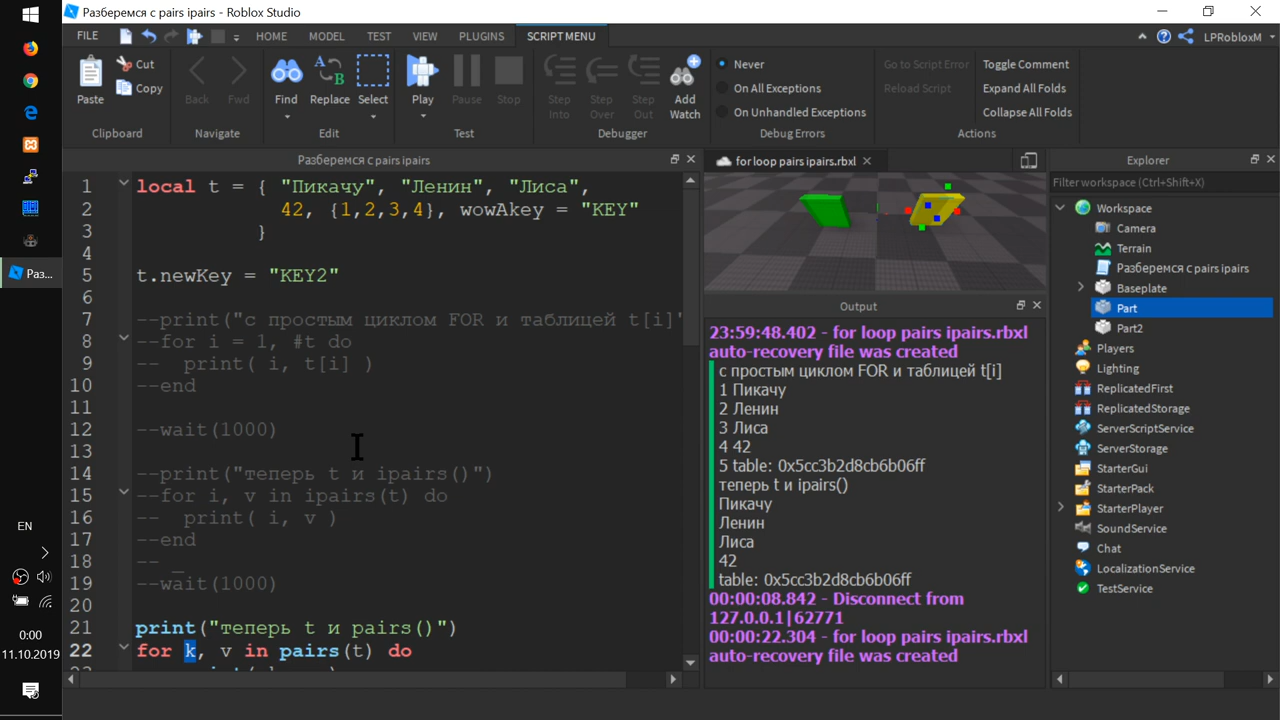 Разберемся с pairs ipairs - Roblox Studio
FILE HOME MODEL TEST VIEW PLUGINS SCRIPT MENU LPRobloxM
Paste Cut Copy
Clipboard
Back Fwd
Navigate
Find Replace Select
Edit
Play Pause Stop
Test
Step Into Step Over Step Out Add Watch
Debugger
Never
On All Exceptions
On Unhandled Exceptions
Debug Errors
Go to Script Error
Reload Script
Toggle Comment
Expand All Folds
Collapse All Folds
Actions
Разберемся с pairs ipairs
1 local t = { "Пикачу", "Ленин", "Лиса",
2 42, {1,2,3,4}, wowAkey = "KEY"
3 }
4
5 t.newKey = "KEY2"
6
7 --print("с простым циклом FOR и таблицей t[i]"
8 --for i = 1, #t do
9 -- print( i, t[i] )
10 --end
11
12 --wait(1000)
13
14 --print("теперь t и ipairs()")
15 --for i, v in ipairs(t) do
16 -- print( i, v )
17 --end
18 -- _
19 --wait(1000)
20
21 print("теперь t и pairs()")
22 for k, v in pairs(t) do
for loop pairs ipairs.rbxl
Output
23:59:48.402 - for loop pairs ipairs.rbxl
auto-recovery file was created
с простым циклом FOR и таблицей t[i]
1 Пикачу
2 Ленин
3 Лиса
4 42
5 table: 0x5cc3b2d8cb6b06ff
теперь t и ipairs()
Пикачу
Ленин
Лиса
42
table: 0x5cc3b2d8cb6b06ff
00:00:08.842 - Disconnect from
127.0.0.1|62771
00:00:22.304 - for loop pairs ipairs.rbxl
auto-recovery file was created
Explorer
Filter workspace (Ctrl+Shift+X)
Workspace
Camera
Terrain
Разберемся с pairs ipairs
Baseplate
Part
Part2
Players
Lighting
ReplicatedFirst
ReplicatedStorage
ServerScriptService
ServerStorage
StarterGui
StarterPack
StarterPlayer
SoundService
Chat
LocalizationService
TestService
Раз...
EN
0:00
11.10.2019